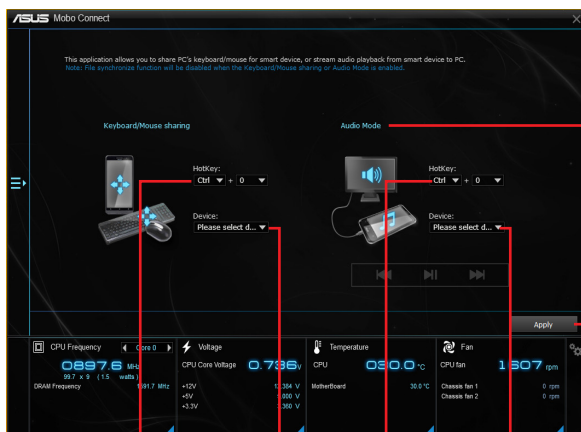 ASUS Mobo Connect
This application allows you to share PC's keyboard/mouse for smart device, or stream audio playback from smart device to PC.
Note: File synchronize function will be disabled when the Keyboard/Mouse sharing or Audio Mode is enabled.
Keyboard/Mouse sharing
Audio Mode
HotKey:
Ctrl + 0
HotKey:
Ctrl + 0
Device:
Please select d...
Device:
Please select d...
Apply
CPU Frequency Core 0
0897.6 MHz
99.7 x 9 (1.5 watts)
DRAM Frequency MHz
Voltage
CPU Core Voltage 0.736v
+12V V
+5V V
+3.3V V
Temperature
CPU 030.0 °C
MotherBoard 30.0 °C
Fan
CPU fan 1607 rpm
Chassis fan 1 0 rpm
Chassis fan 2 0 rpm